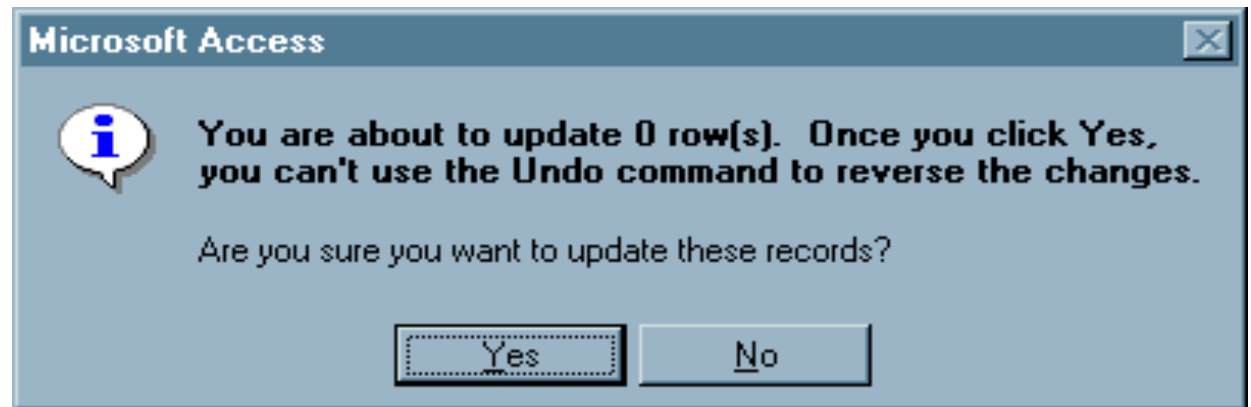 Microsoft Access
You are about to update 0 row(s).  Once you click Yes,
you can't use the Undo command to reverse the changes.
Are you sure you want to update these records?
Yes
No